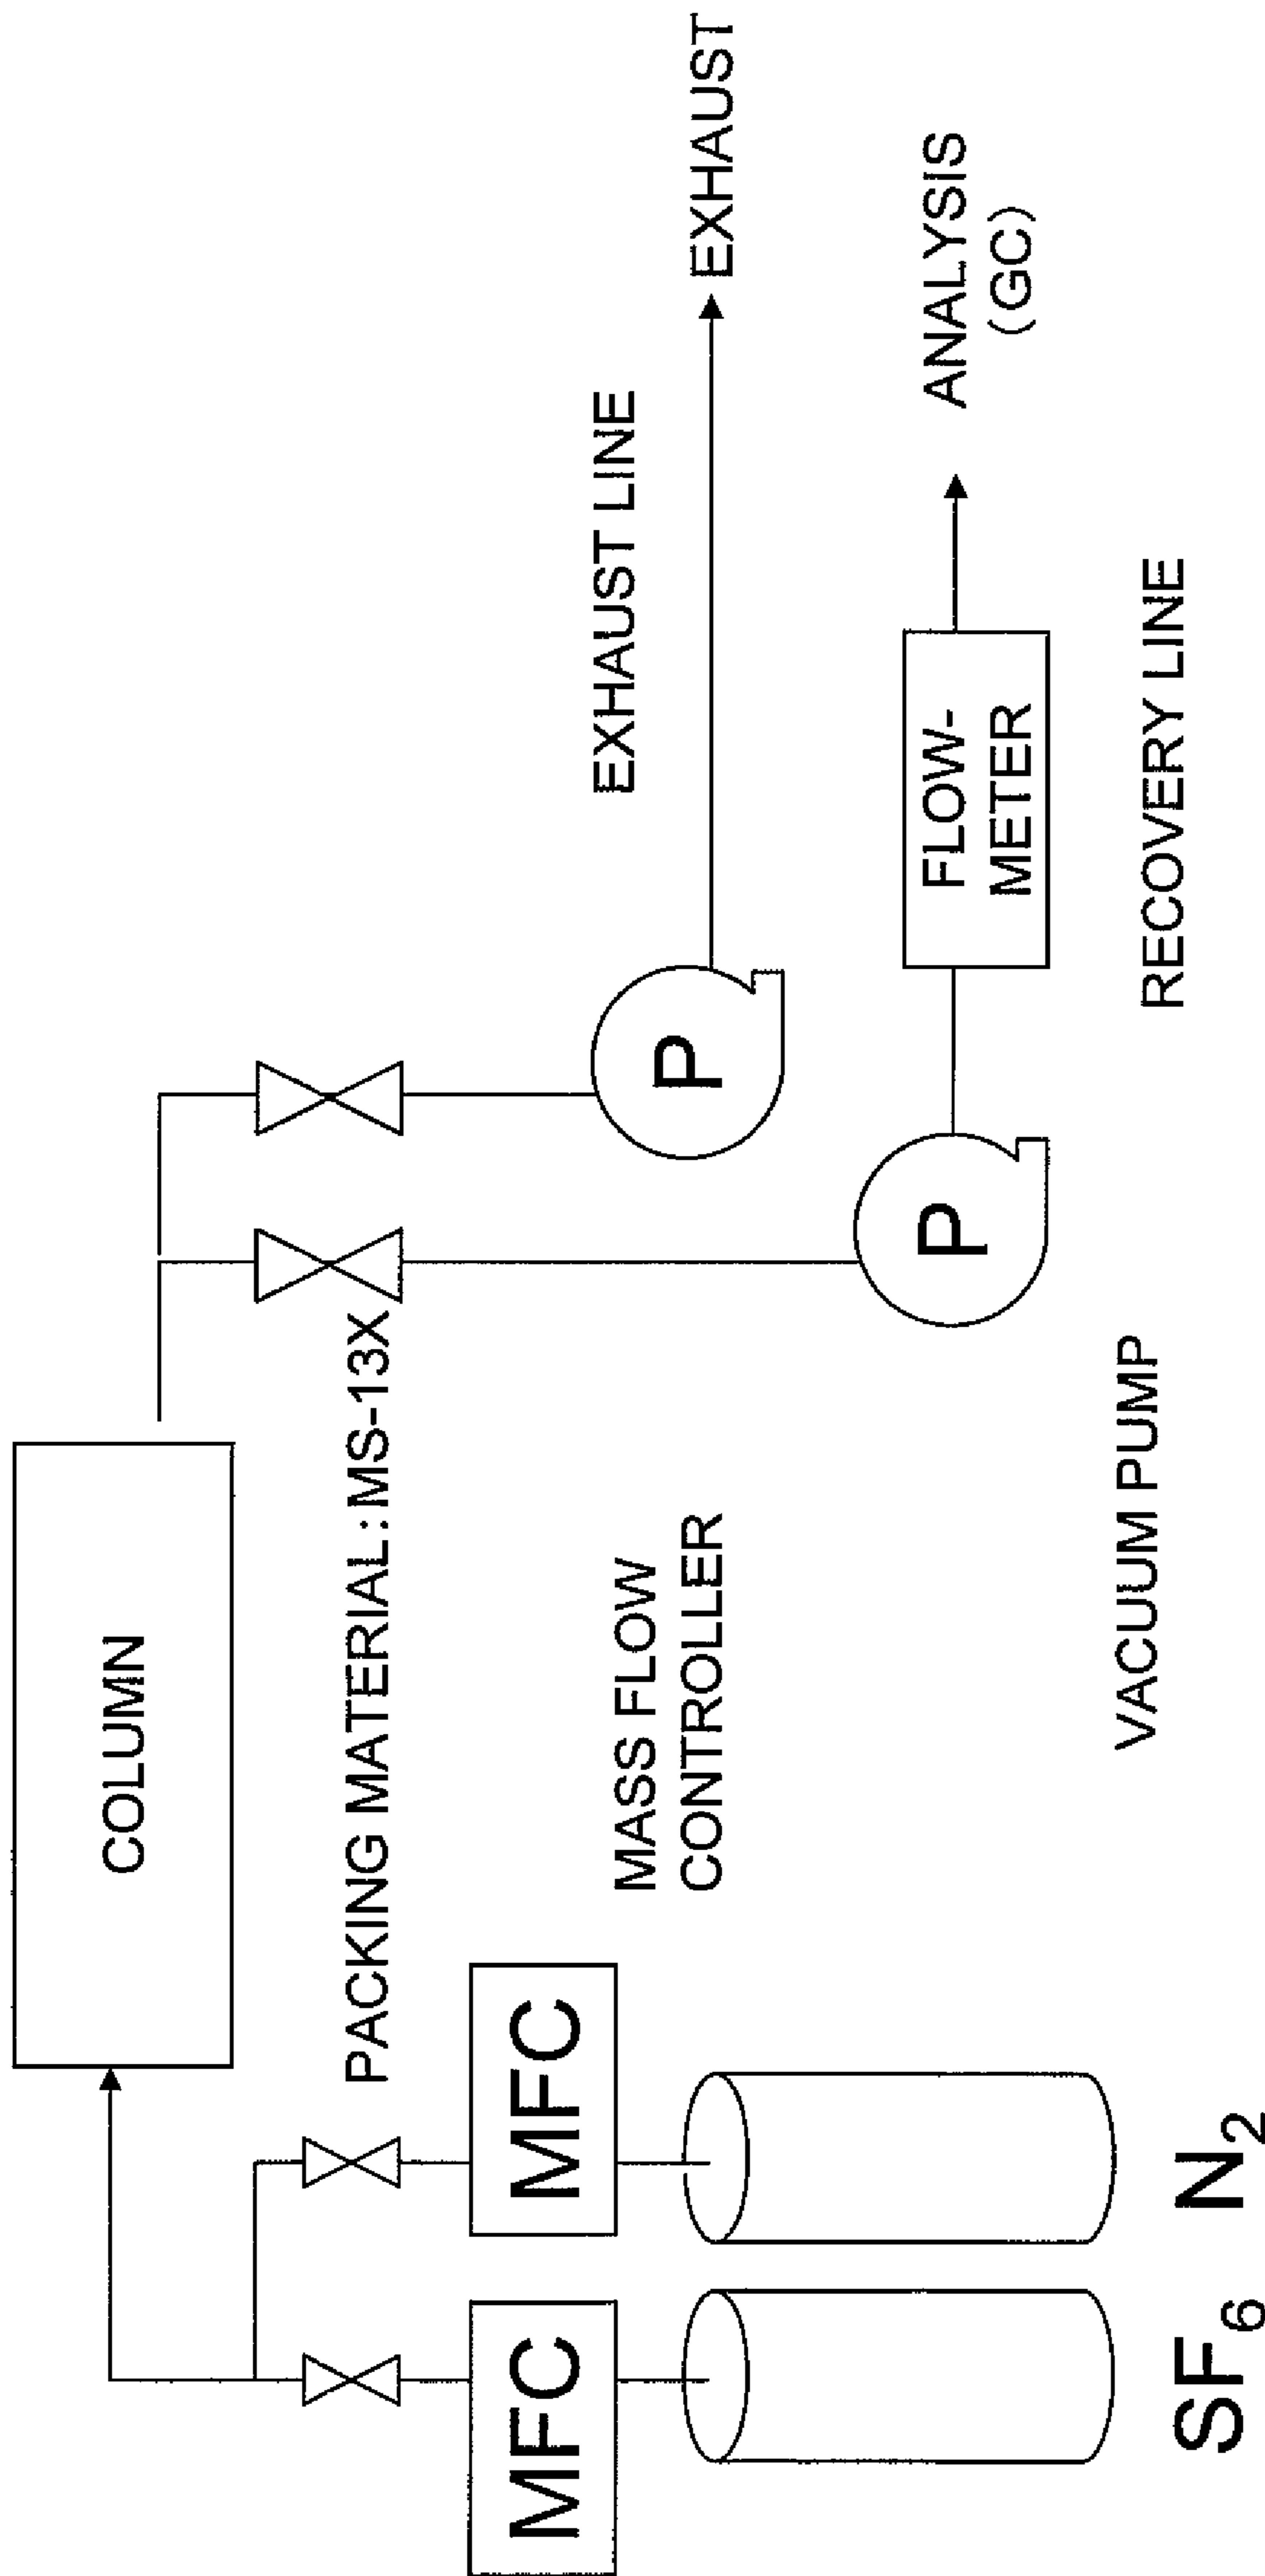 COLUMN
PACKING MATERIAL:MS-13X
MFC
MFC
MASS FLOW
CONTROLLER
SF6
N2
VACUUM PUMP
P
P
EXHAUST LINE
EXHAUST
FLOW-
METER
ANALYSIS
(GC)
RECOVERY LINE